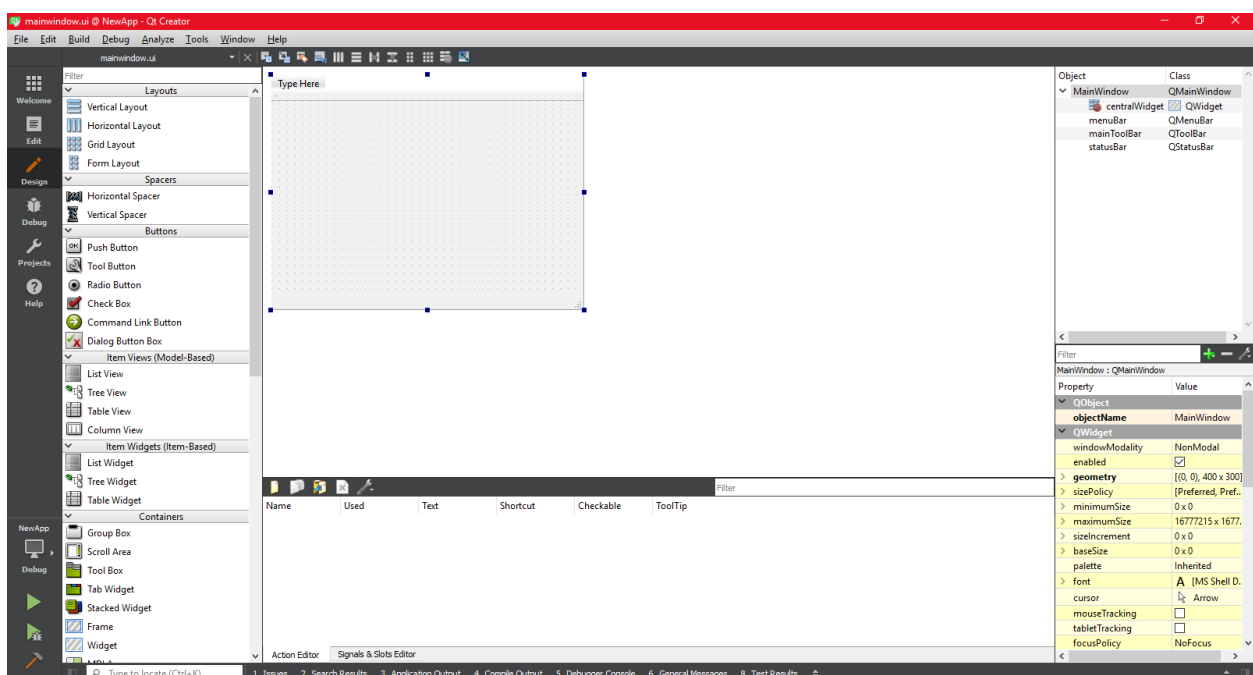 mainwindow.ui @ NewApp - Qt Creator
File Edit Build Debug Analyze Tools Window Help
mainwindow.ui
Welcome
Edit
Design
Debug
Projects
Help
NewApp
Debug
Filter
Layouts
Vertical Layout
Horizontal Layout
Grid Layout
Form Layout
Spacers
Horizontal Spacer
Vertical Spacer
Buttons
OK Push Button
Tool Button
Radio Button
Check Box
Command Link Button
Dialog Button Box
Item Views (Model-Based)
List View
Tree View
Table View
Column View
Item Widgets (Item-Based)
List Widget
Tree Widget
Table Widget
Containers
Group Box
Scroll Area
Tool Box
Tab Widget
Stacked Widget
Frame
Widget
Type Here
Filter
Name Used Text Shortcut Checkable ToolTip
Action Editor Signals & Slots Editor
Object Class
MainWindow QMainWindow
centralWidget QWidget
menuBar QMenuBar
mainToolBar QToolBar
statusBar QStatusBar
Filter
MainWindow : QMainWindow
Property Value
QObject
objectName MainWindow
QWidget
windowModality NonModal
enabled
geometry [(0, 0), 400 x 300]
sizePolicy [Preferred, Pref...
minimumSize 0 x 0
maximumSize 16777215 x 1677...
sizeIncrement 0 x 0
baseSize 0 x 0
palette Inherited
font A [MS Shell D...
cursor Arrow
mouseTracking
tabletTracking
focusPolicy NoFocus
Type to locate (Ctrl+K) 1 Issues 2 Search Results 3 Application Output 4 Compile Output 5 Debugger Console 6 General Messages 8 Test Results